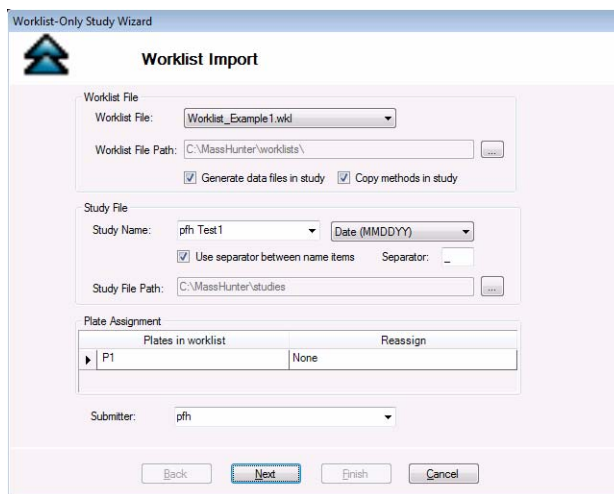 Worklist-Only Study Wizard
Worklist Import
Worklist File
Worklist File: Worklist_Example1.wkl
Worklist File Path: C:\MassHunter\worklists\ ...
Generate data files in study Copy methods in study
Study File
Study Name: pfh Test1 Date (MMDDYY)
Use separator between name items Separator: _
Study File Path: C:\MassHunter\studies ...
Plate Assignment
Plates in worklist Reassign
P1 None
Submitter: pfh
Back Next Finish Cancel